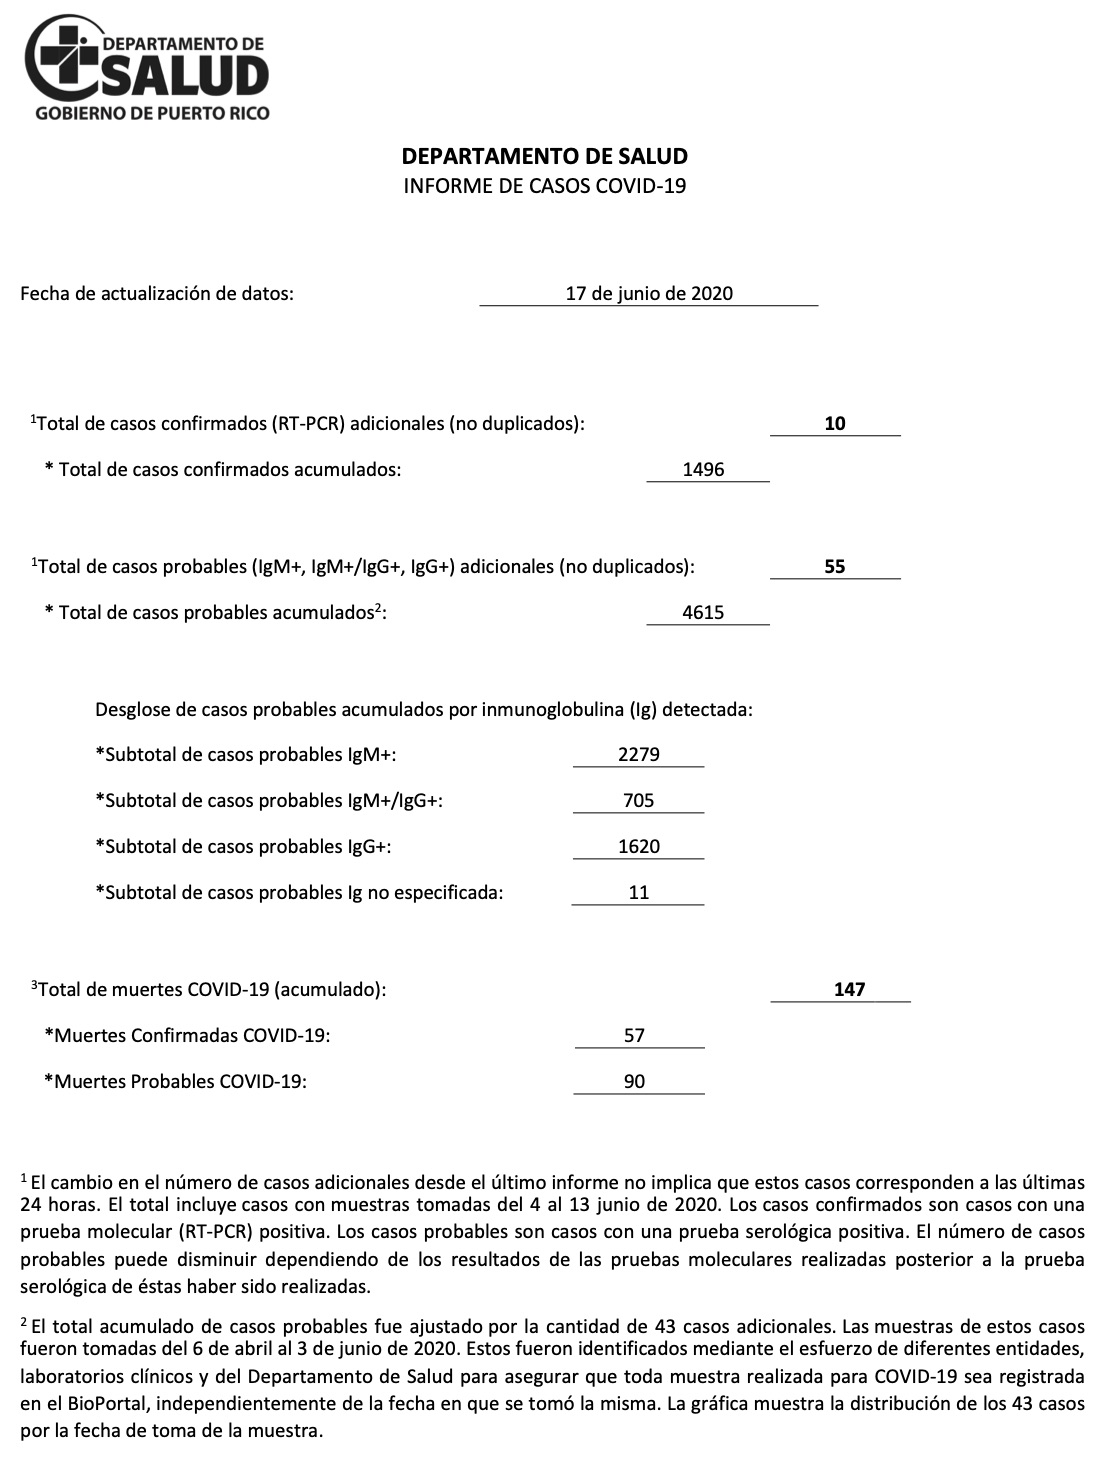 DEPARTAMENTO DE
SALUD
GOBIERNO DE PUERTO RICO
DEPARTAMENTO DE SALUD
INFORME DE CASOS COVID-19
Fecha de actualización de datos: 17 de junio de 2020
¹Total de casos confirmados (RT-PCR) adicionales (no duplicados): 10
* Total de casos confirmados acumulados: 1496
¹Total de casos probables (IgM+, IgM+/IgG+, IgG+) adicionales (no duplicados): 55
* Total de casos probables acumulados²: 4615
Desglose de casos probables acumulados por inmunoglobulina (Ig) detectada:
*Subtotal de casos probables IgM+: 2279
*Subtotal de casos probables IgM+/IgG+: 705
*Subtotal de casos probables IgG+: 1620
*Subtotal de casos probables Ig no especificada: 11
³Total de muertes COVID-19 (acumulado): 147
*Muertes Confirmadas COVID-19: 57
*Muertes Probables COVID-19: 90
¹ El cambio en el número de casos adicionales desde el último informe no implica que estos casos corresponden a las últimas
24 horas. El total incluye casos con muestras tomadas del 4 al 13 junio de 2020. Los casos confirmados son casos con una
prueba molecular (RT-PCR) positiva. Los casos probables son casos con una prueba serológica positiva. El número de casos
probables puede disminuir dependiendo de los resultados de las pruebas moleculares realizadas posterior a la prueba
serológica de éstas haber sido realizadas.
² El total acumulado de casos probables fue ajustado por la cantidad de 43 casos adicionales. Las muestras de estos casos
fueron tomadas del 6 de abril al 3 de junio de 2020. Estos fueron identificados mediante el esfuerzo de diferentes entidades,
laboratorios clínicos y del Departamento de Salud para asegurar que toda muestra realizada para COVID-19 sea registrada
en el BioPortal, independientemente de la fecha en que se tomó la misma. La gráfica muestra la distribución de los 43 casos
por la fecha de toma de la muestra.